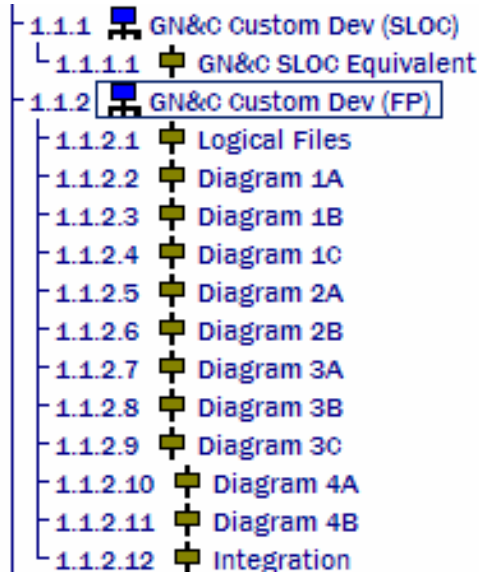 1.1.1 GN&C Custom Dev (SLOC)
1.1.1.1 GN&C SLOC Equivalent
1.1.2 GN&C Custom Dev (FP)
1.1.2.1 Logical Files
1.1.2.2 Diagram 1A
1.1.2.3 Diagram 1B
1.1.2.4 Diagram 1C
1.1.2.5 Diagram 2A
1.1.2.6 Diagram 2B
1.1.2.7 Diagram 3A
1.1.2.8 Diagram 3B
1.1.2.9 Diagram 3C
1.1.2.10 Diagram 4A
1.1.2.11 Diagram 4B
1.1.2.12 Integration